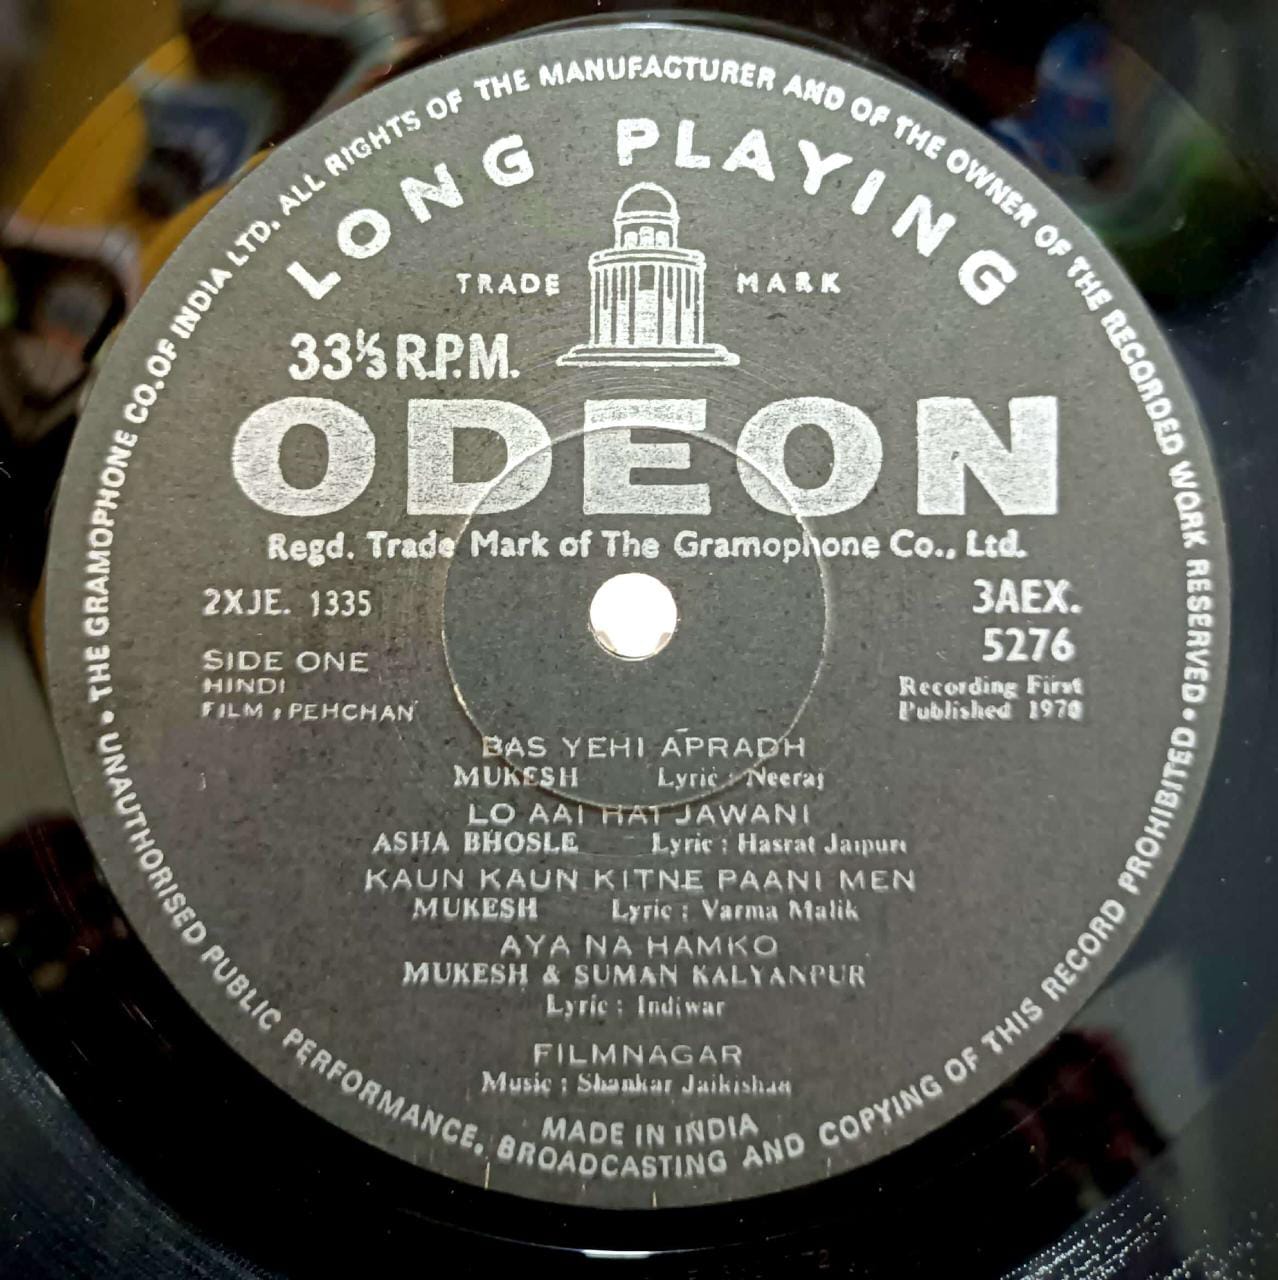 THE GRAMOPHONE CO. OF INDIA LTD. ALL RIGHTS OF THE MANUFACTURER AND OF THE OWNER OF THE RECORDED WORK RESERVED • UNNAUTHORISED PUBLIC PERFORMANCE, BROADCASTING AND COPYING OF THIS RECORD PROHIBITED •
LONG PLAYING
TRADE MARK
33⅓ R.P.M.
ODEON
Regd. Trade Mark of The Gramophone Co., Ltd.
2XJE. 1335
3AEX. 5276
SIDE ONE
HINDI
FILM : PEHCHAN
Recording First
Published 1970
BAS YEHI APRADH
MUKESH Lyric : Neeraj
LO AAI HAI JAWANI
ASHA BHOSLE Lyric : Hasrat Jaipuri
KAUN KAUN KITNE PAANI MEN
MUKESH Lyric : Varma Malik
AYA NA HAMKO
MUKESH & SUMAN KALYANPUR
Lyric : Indiwar
FILMNAGAR
Music : Shankar Jaikishan
MADE IN INDIA